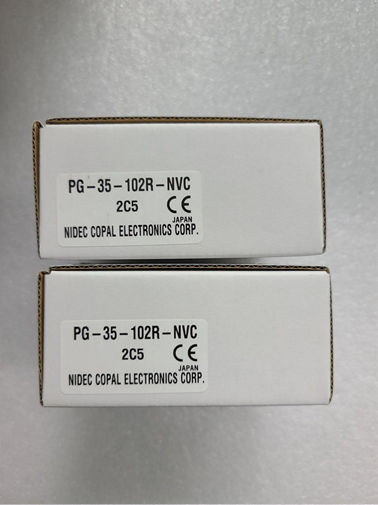 PG-35-102R-NVC
2C5 CE
JAPAN
NIDEC COPAL ELECTRONICS CORP.
PG-35-102R-NVC
2C5 CE
JAPAN
NIDEC COPAL ELECTRONICS CORP.